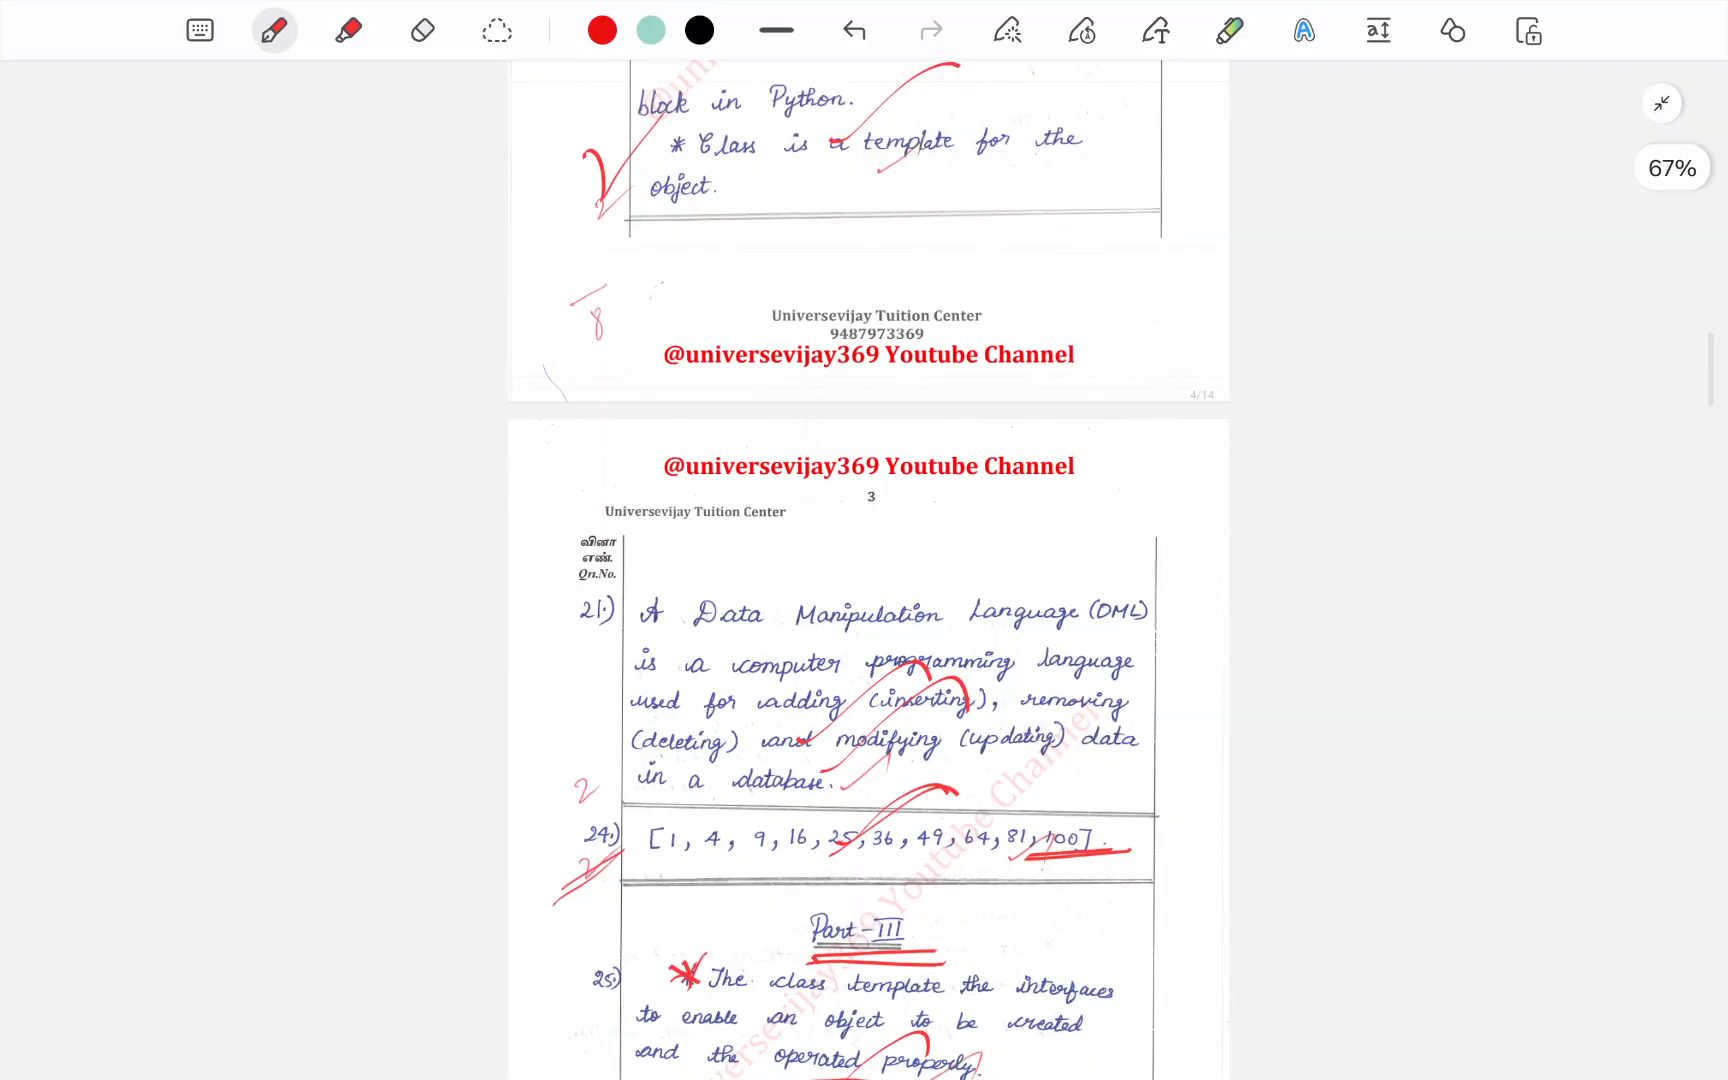 67%
block in Python.
* Class is a template for the
object.
2
8
Universevijay Tuition Center
9487973369
@universevijay369 Youtube Channel
4/14
@universevijay369 Youtube Channel
3
Universevijay Tuition Center
வினா
எண்.
Qn.No.
21.) A Data Manipulation Language (DML)
is a computer programming language
used for adding (inserting), removing
(deleting) and modifying (updating) data
in a database.
2
24.) [1, 4, 9, 16, 25, 36, 49, 64, 81, 100].
2
Part-III
25.) * The class template the interfaces
to enable an object to be created
and the operated properly.